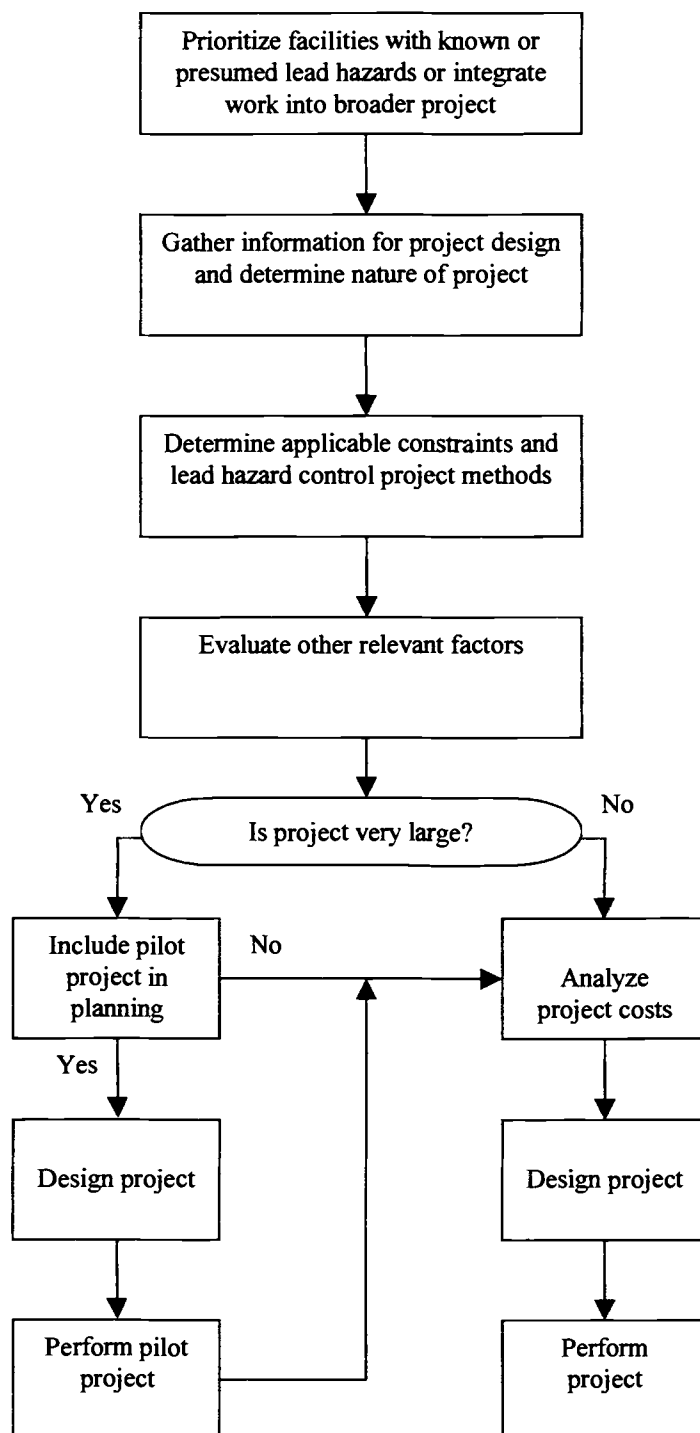 Prioritize facilities with known or
presumed lead hazards or integrate
work into broader project
Gather information for project design
and determine nature of project
Determine applicable constraints and
lead hazard control project methods
Evaluate other relevant factors
Yes
No
Is project very large?
Include pilot
project in
planning
No
Analyze
project costs
Yes
Design project
Design project
Perform pilot
project
Perform
project